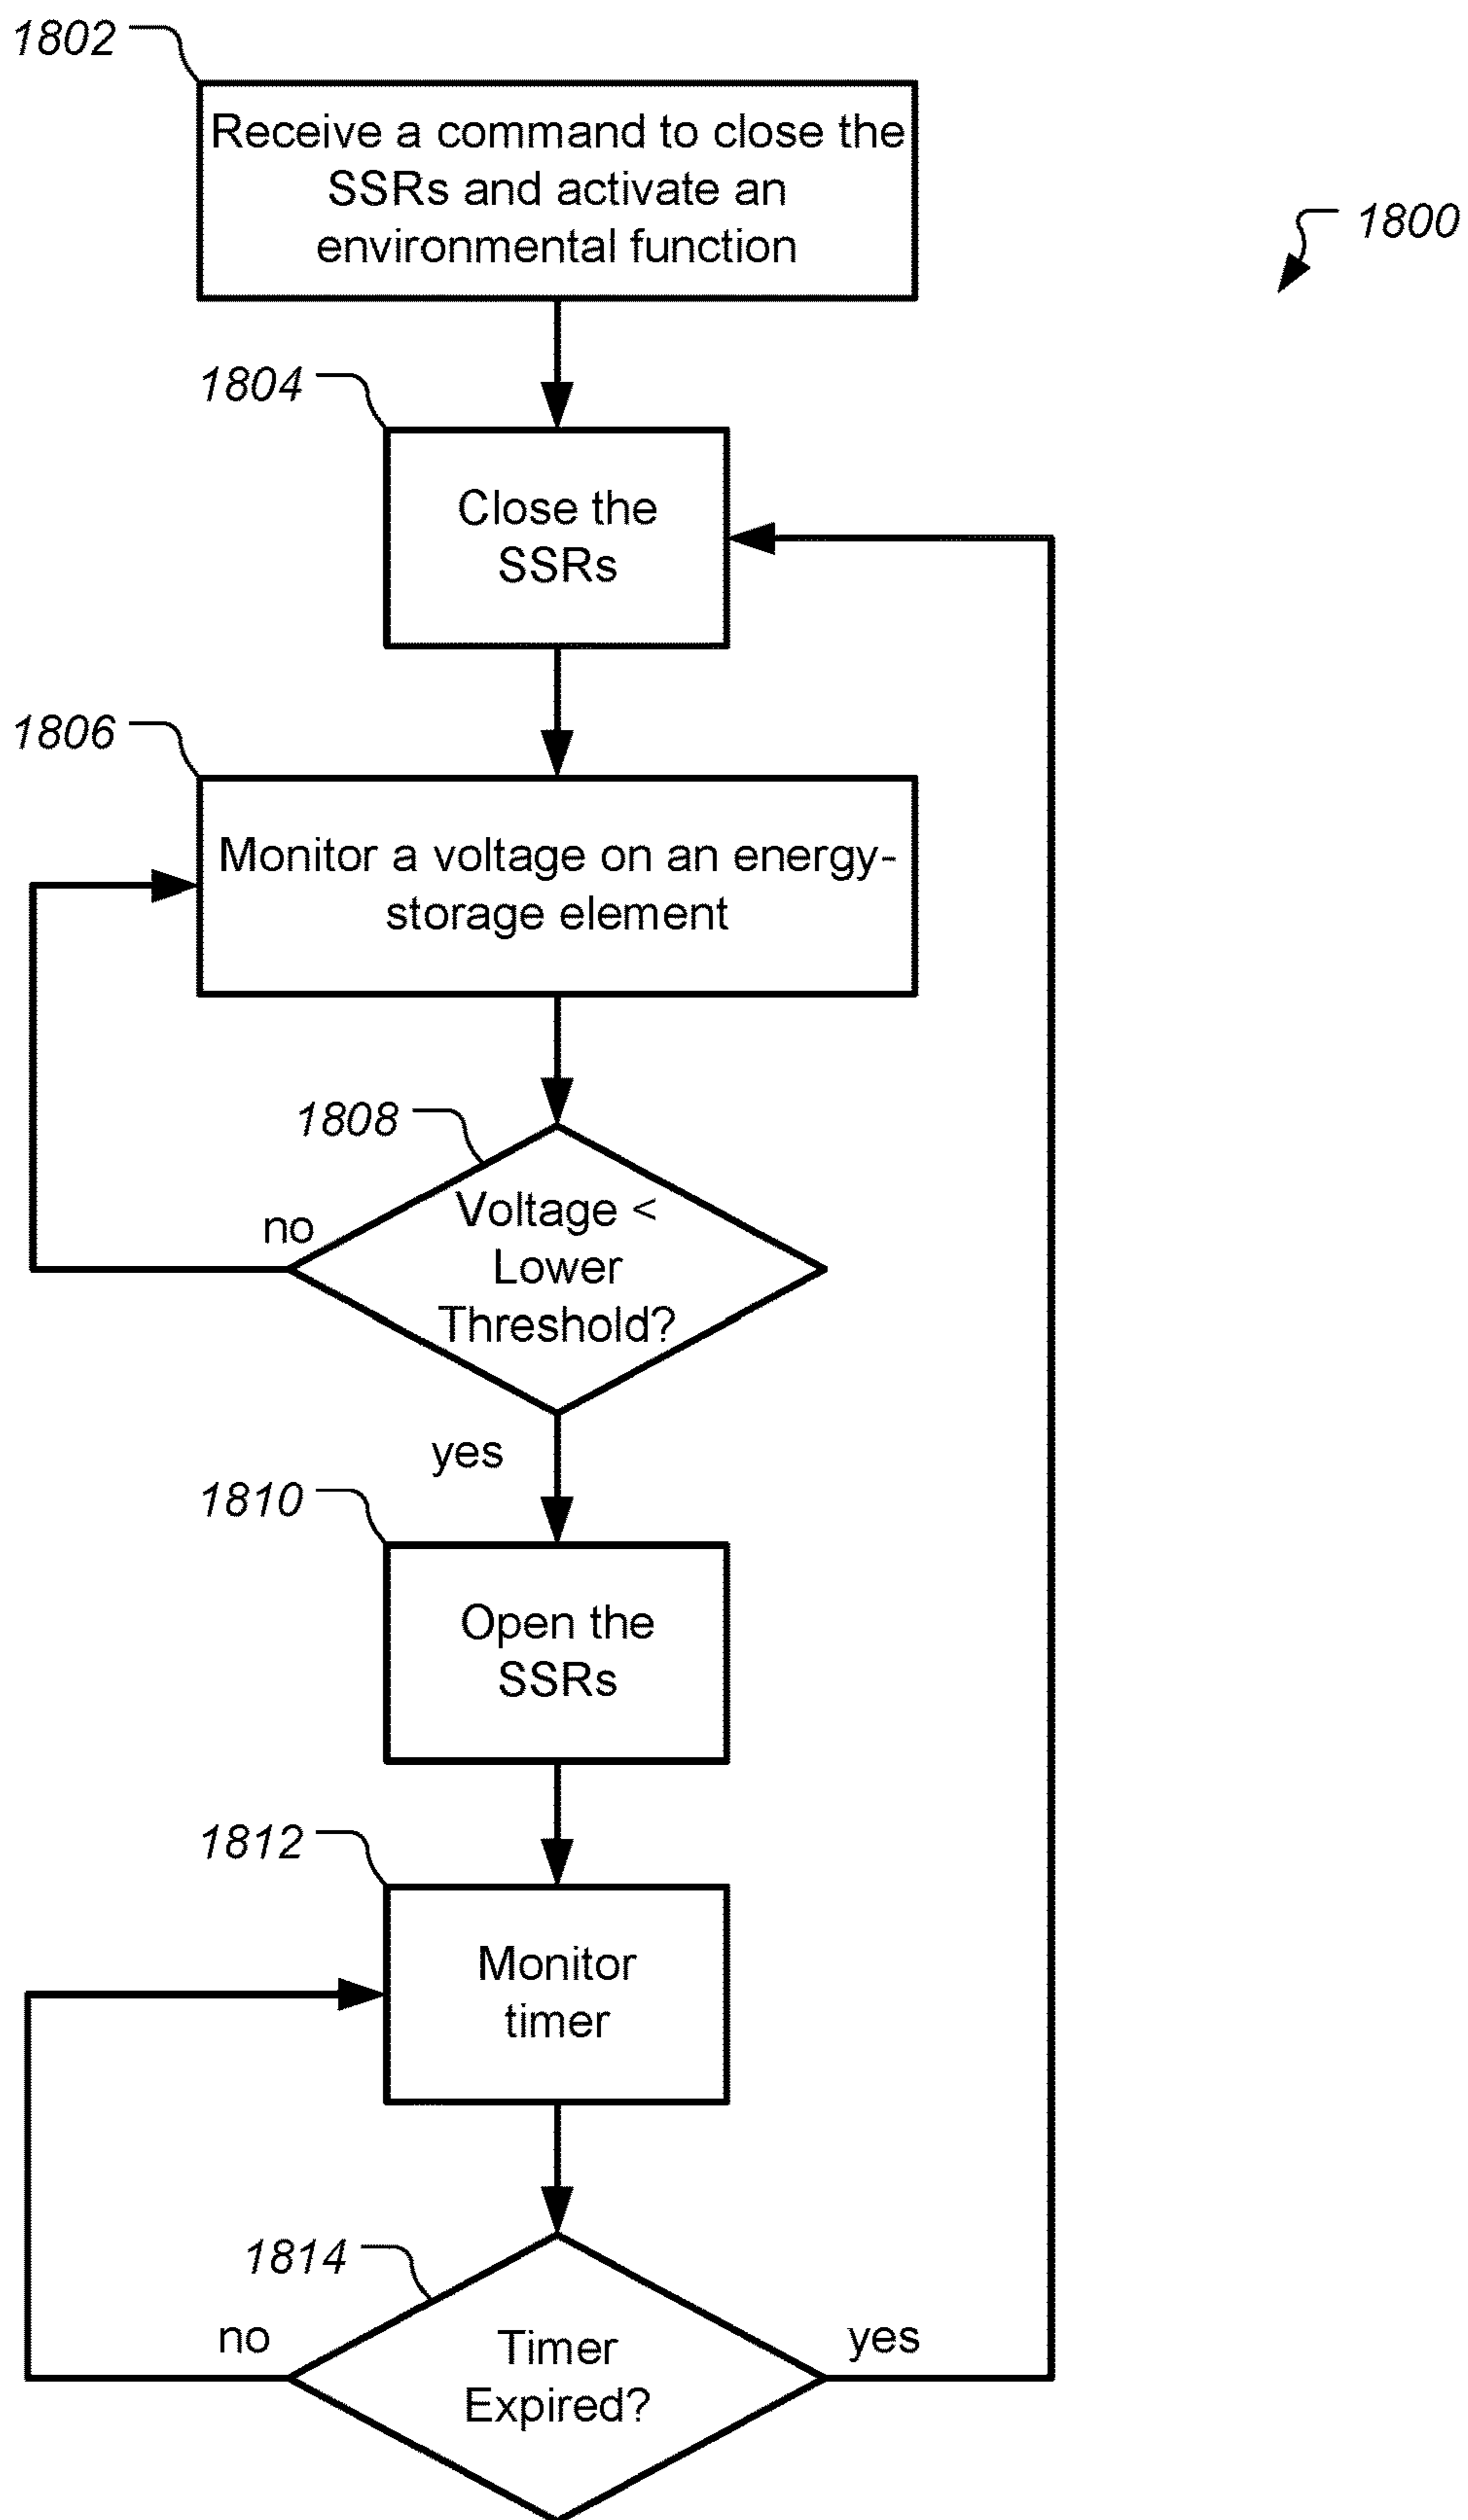 1802
Receive a command to close the
SSRs and activate an
environmental function
1800
1804
Close the
SSRs
1806
Monitor a voltage on an energy-
storage element
1808
Voltage <
Lower
Threshold?
no
yes
1810
Open the
SSRs
1812
Monitor
timer
1814
Timer
Expired?
no
yes